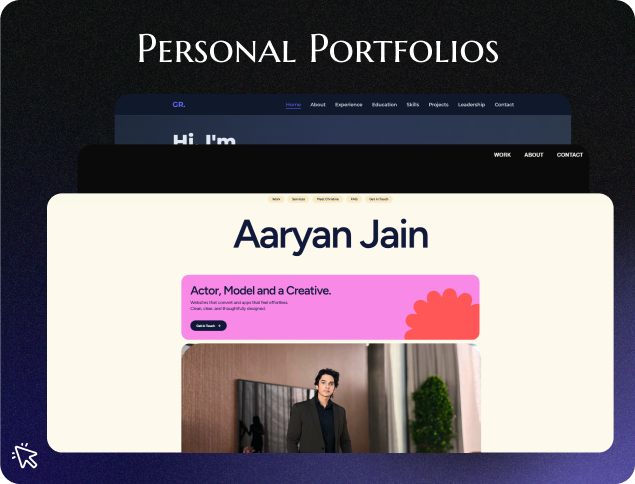 Personal Portfolios
GR.
Home About Experience Education Skills Projects Leadership Contact
Hi, I'm
WORK ABOUT CONTACT
Work Services Meet Christina FAQ Get in Touch
Aaryan Jain
Actor, Model and a Creative.
Websites that convert and apps that feel effortless.
Clean, clear, and thoughtfully designed.
Get in Touch